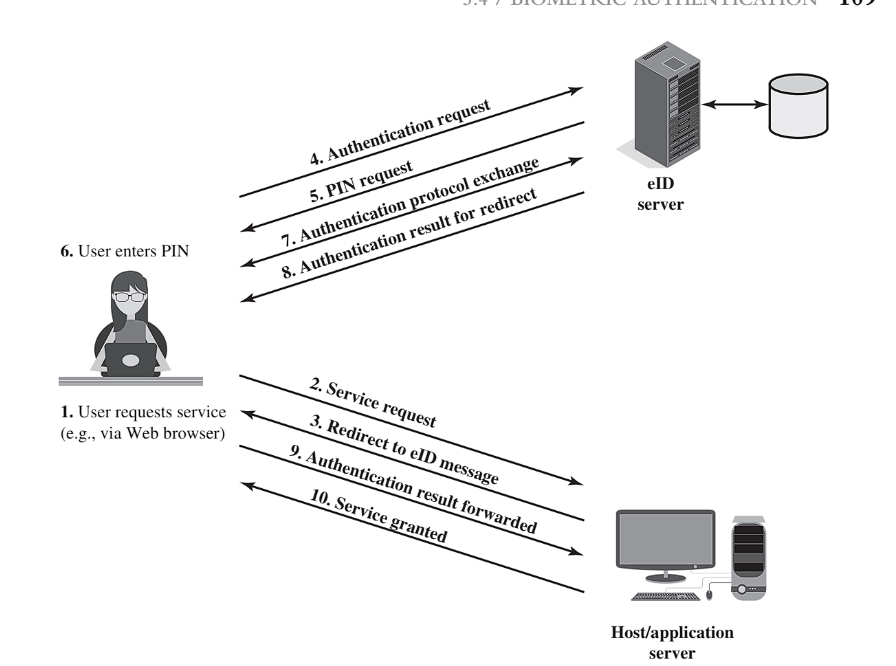 3.4 / BIOMETRIC AUTHENTICATION 109
4. Authentication request
5. PIN request
7. Authentication protocol exchange
8. Authentication result for redirect
eID
server
6. User enters PIN
1. User requests service
(e.g., via Web browser)
2. Service request
3. Redirect to eID message
9. Authentication result forwarded
10. Service granted
Host/application
server